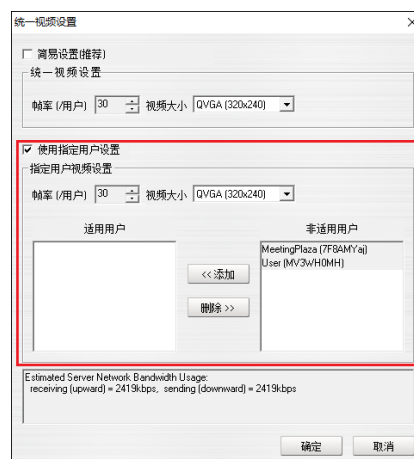 统一视频设置
简易设置(推荐)
统一视频设置
帧率 (/用户) 30 视频大小 QVGA (320x240)
使用指定用户设置
指定用户视频设置
帧率 (/用户) 30 视频大小 QVGA (320x240)
适用用户 非适用用户
MeetingPlaza (7F8AMYaj)
User (MV3WH0MH)
<<添加
删除 >>
Estimated Server Network Bandwidth Usage:
receiving (upward) = 2419kbps, sending (downward) = 2419kbps
确定 取消